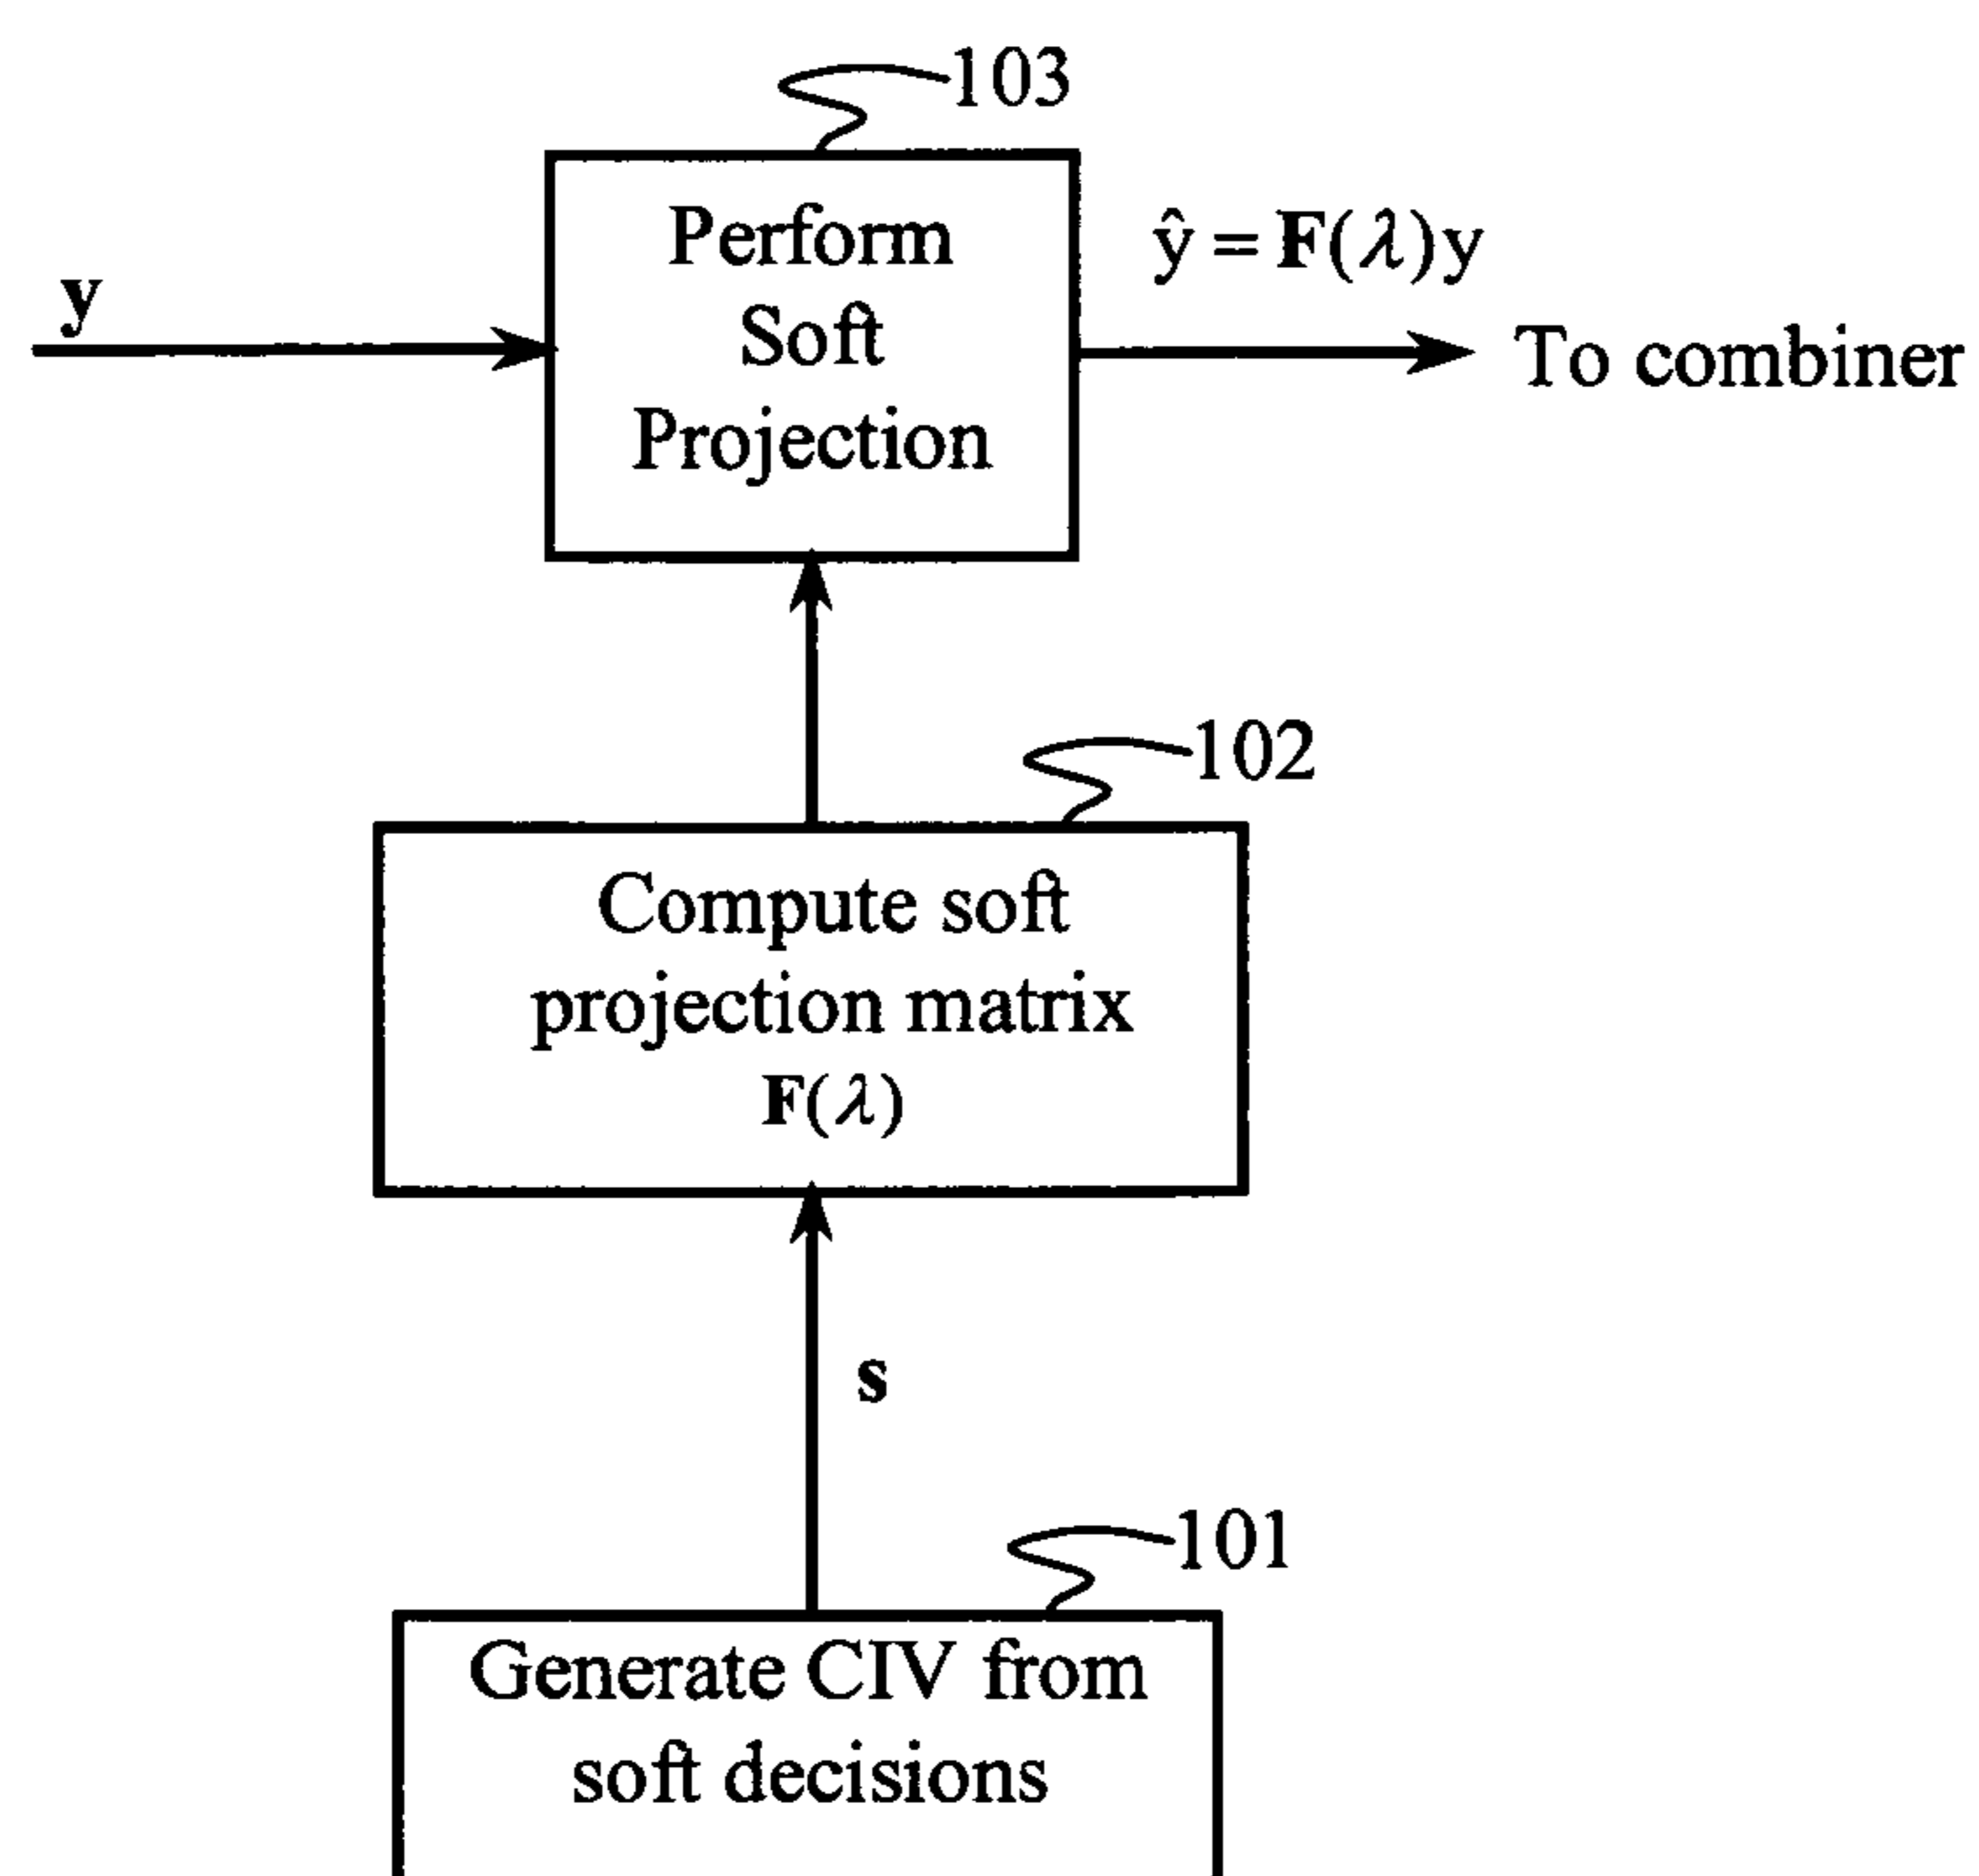 103
Perform
Soft
Projection
y
ŷ = F(λ)y
To combiner
102
Compute soft
projection matrix
F(λ)
s
101
Generate CIV from
soft decisions